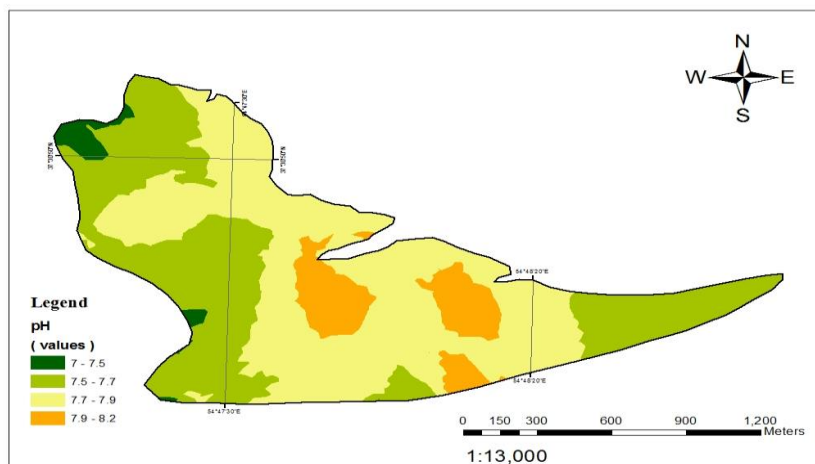 N
W E
S
54°48'20"E
Legend
pH
( values )
7 - 7.5
7.5 - 7.7
7.7 - 7.9
7.9 - 8.2
54°47'30"E
54°48'20"E
0 150 300 600 900 1,200
Meters
1:13,000